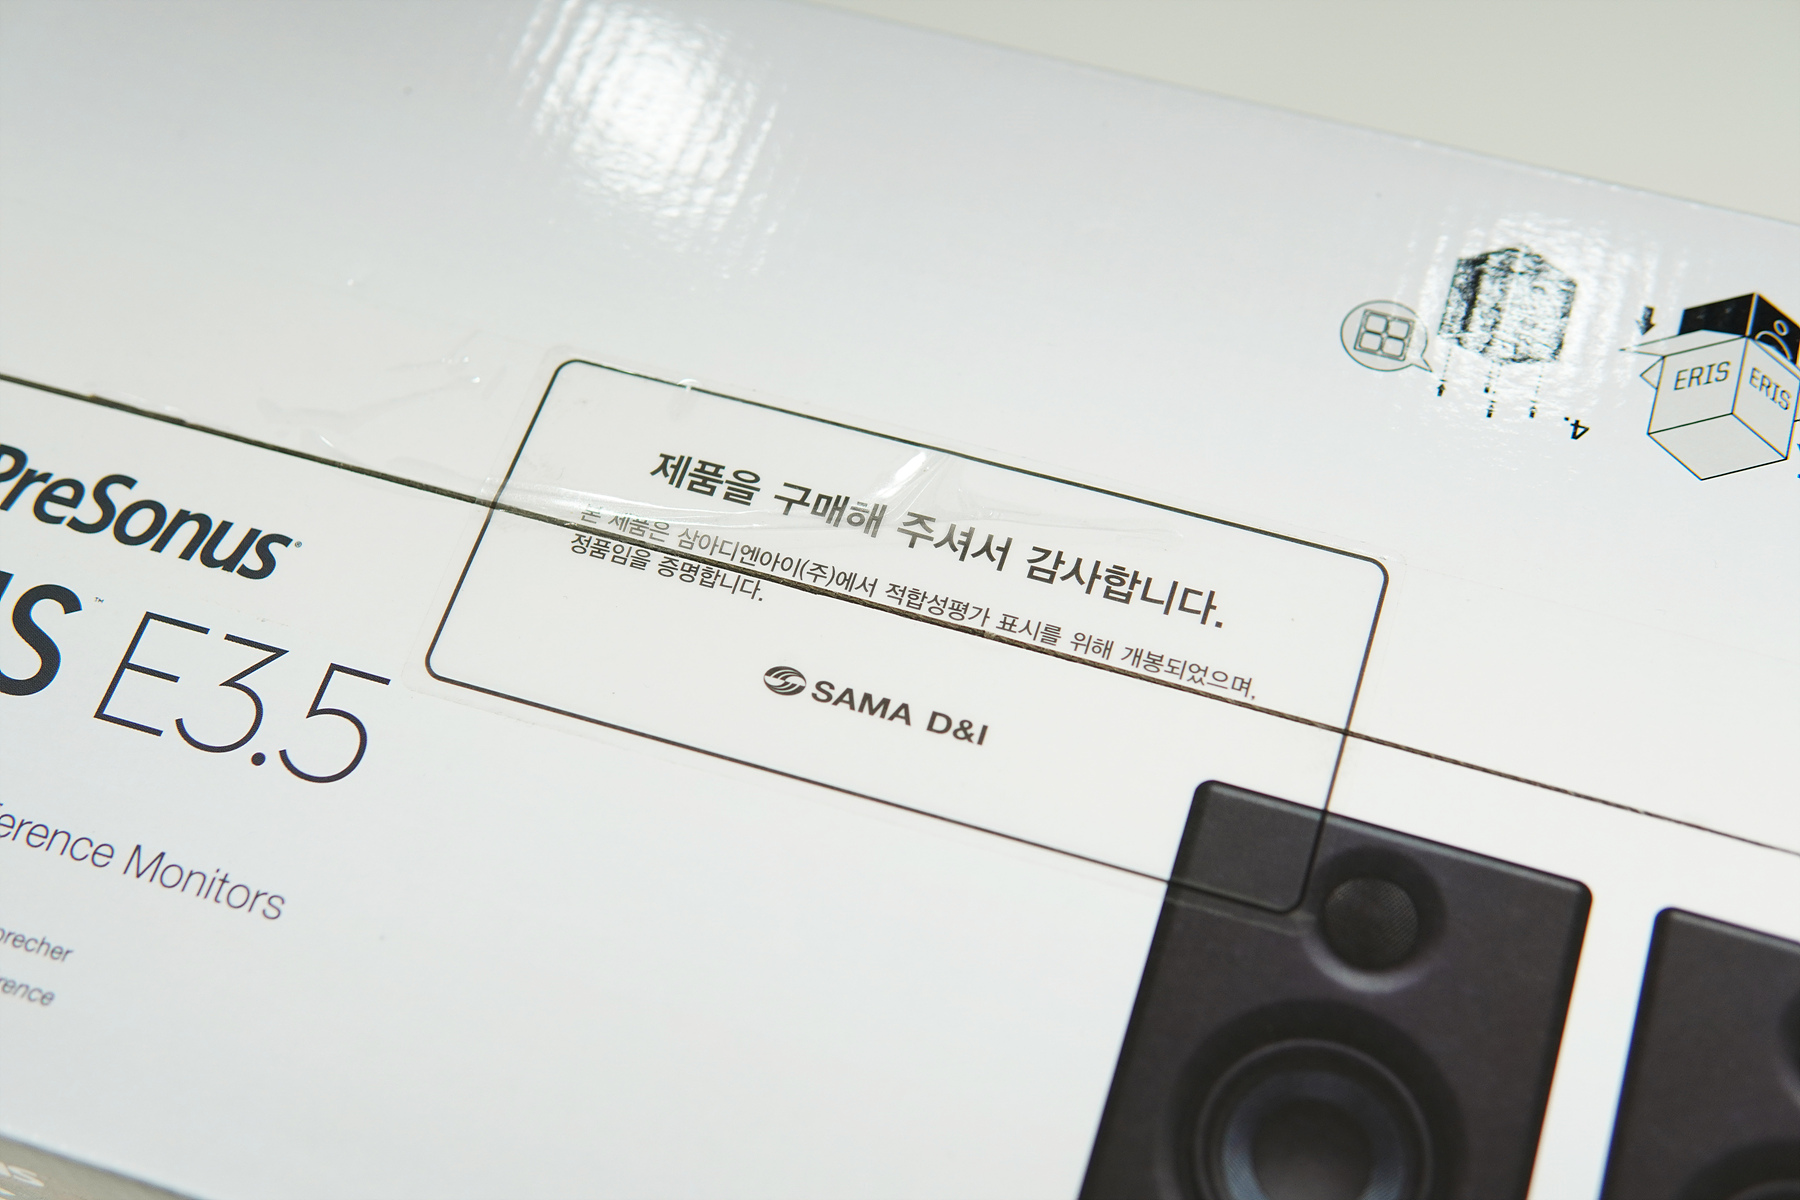 PreSonus®
IS™ E3.5
erence Monitors
precher
rence
제품을 구매해 주셔서 감사합니다.
본 제품은 삼아디엔아이(주)에서 적합성평가 표시를 위해 개봉되었으며,
정품임을 증명합니다.
SAMA D&I
4.
ERIS
ERIS